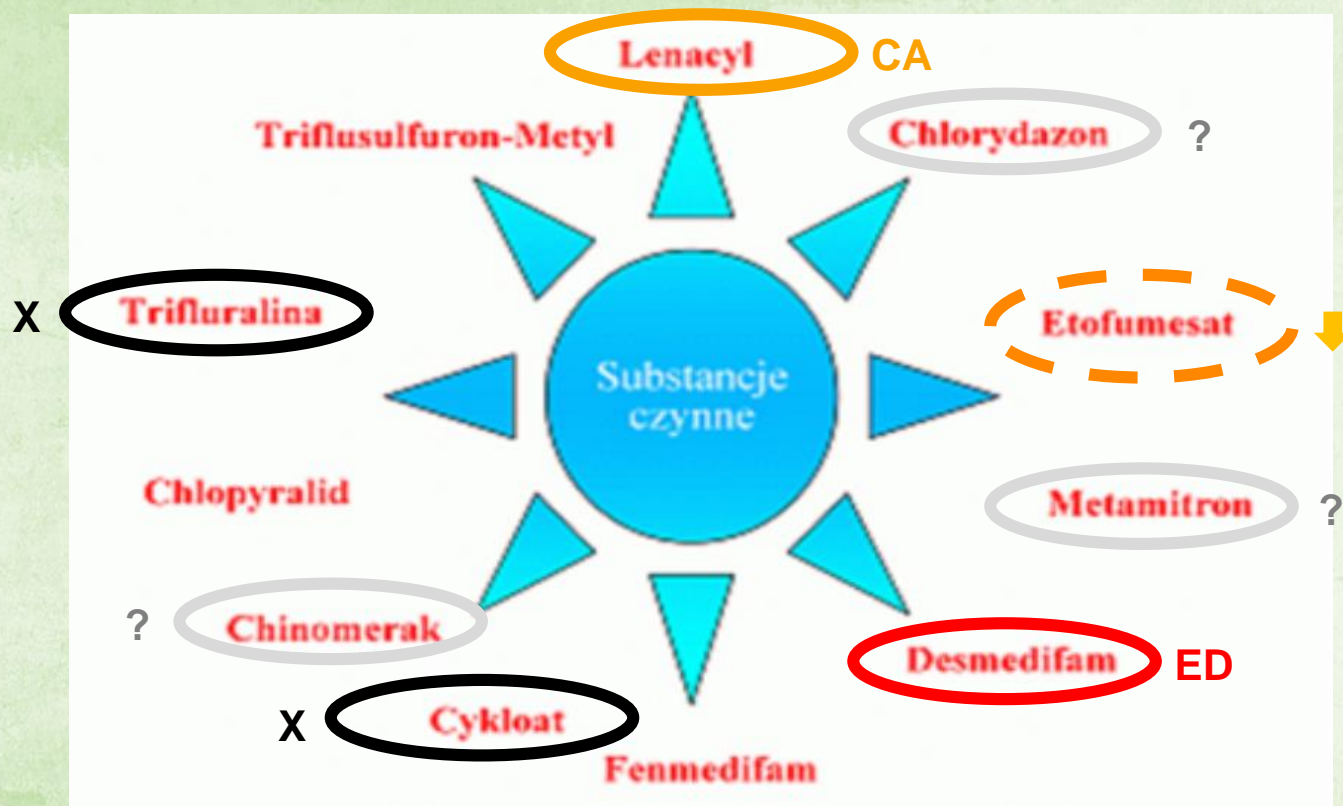 Lenacyl CA
Triflusulfuron-Metyl
Chlorydazon ?
X Trifluralina
Etofumesat
Substancje
czynne
Chlopyralid
Metamitron ?
? Chinomerak
Desmedifam ED
X Cykloat
Fenmedifam